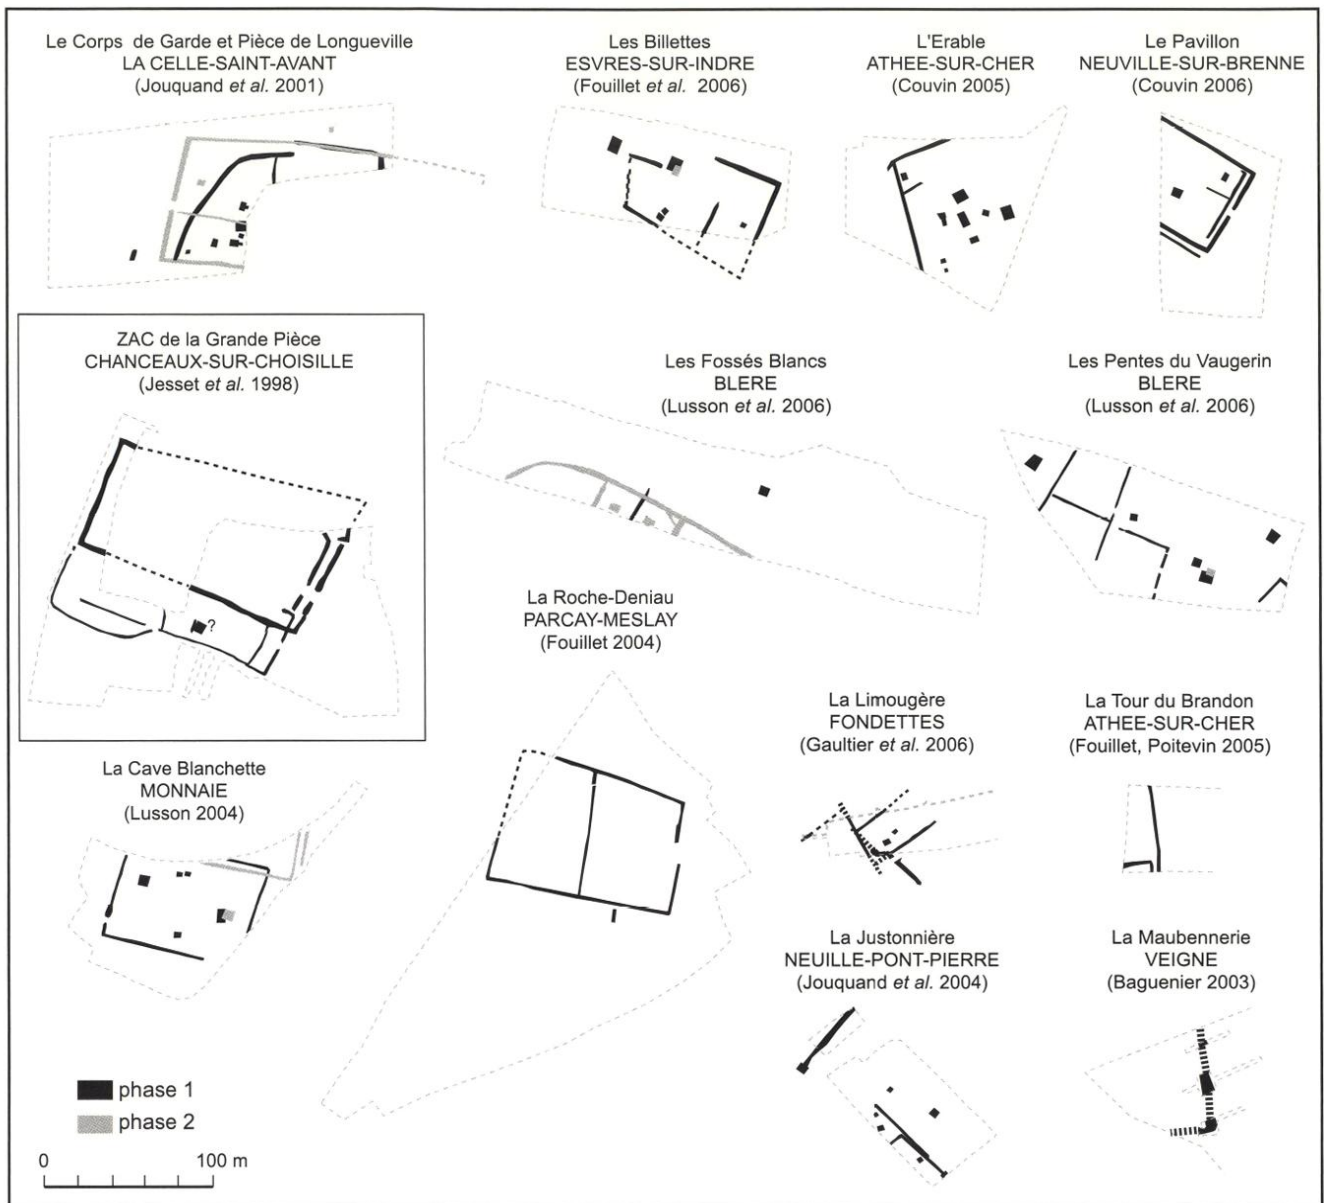 Le Corps de Garde et Pièce de Longueville
LA CELLE-SAINT-AVANT
(Jouquand et al. 2001)
Les Billettes
ESVRES-SUR-INDRE
(Fouillet et al. 2006)
L'Erable
ATHEE-SUR-CHER
(Couvin 2005)
Le Pavillon
NEUVILLE-SUR-BRENNE
(Couvin 2006)
ZAC de la Grande Pièce
CHANCEAUX-SUR-CHOISILLE
(Jesset et al. 1998)
?
Les Fossés Blancs
BLERE
(Lusson et al. 2006)
Les Pentes du Vaugerin
BLERE
(Lusson et al. 2006)
La Roche-Deniau
PARCAY-MESLAY
(Fouillet 2004)
La Limougère
FONDETTES
(Gaultier et al. 2006)
La Tour du Brandon
ATHEE-SUR-CHER
(Fouillet, Poitevin 2005)
La Cave Blanchette
MONNAIE
(Lusson 2004)
La Justonnière
NEUILLE-PONT-PIERRE
(Jouquand et al. 2004)
La Maubennerie
VEIGNE
(Baguenier 2003)
phase 1
phase 2
0 100 m